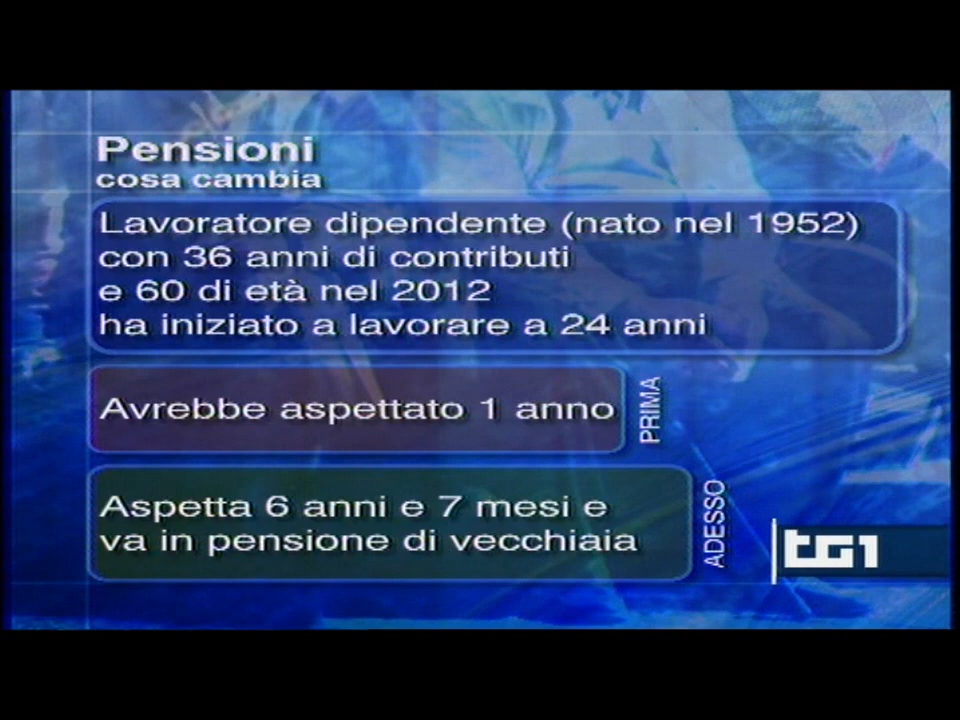 Pensioni
cosa cambia
Lavoratore dipendente (nato nel 1952)
con 36 anni di contributi
e 60 di età nel 2012
ha iniziato a lavorare a 24 anni
Avrebbe aspettato 1 anno
PRIMA
Aspetta 6 anni e 7 mesi e
va in pensione di vecchiaia
ADESSO
TG1